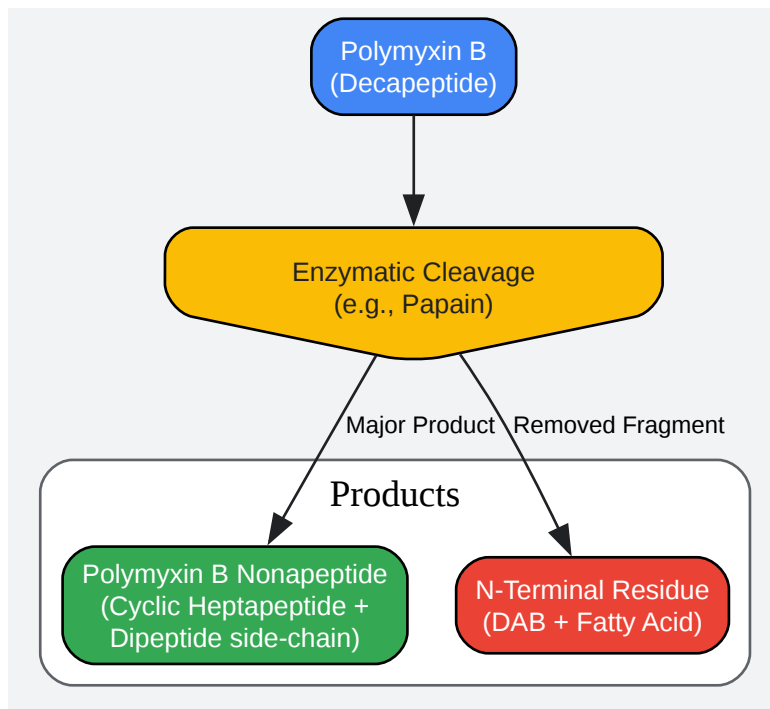 Polymyxin B
(Decapeptide)
Enzymatic Cleavage
(e.g., Papain)
Major Product
Removed Fragment
Products
Polymyxin B Nonapeptide
(Cyclic Heptapeptide +
Dipeptide side-chain)
N-Terminal Residue
(DAB + Fatty Acid)